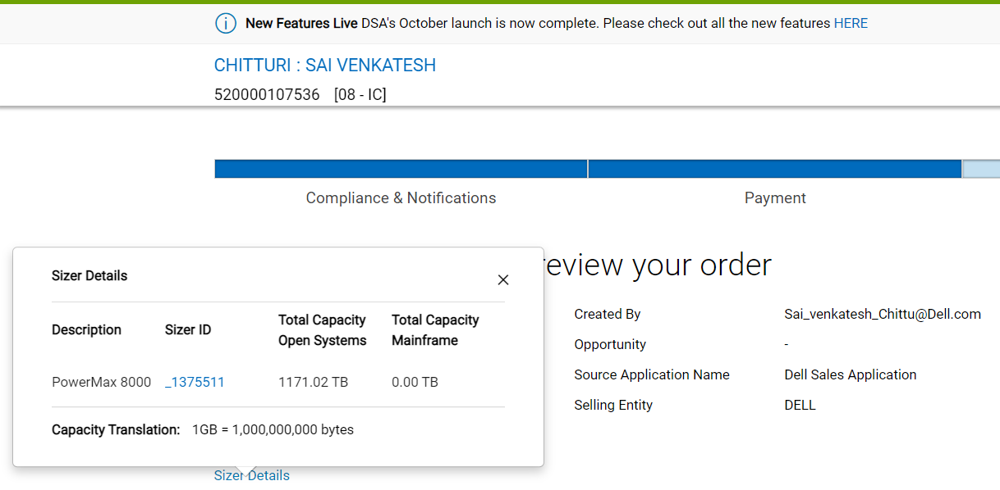 New Features Live DSA's October launch is now complete. Please check out all the new features HERE
CHITTURI : SAI VENKATESH
520000107536 [08 - IC]
Compliance & Notifications
Payment
eview your order
Sizer Details
Description Sizer ID Total Capacity Open Systems Total Capacity Mainframe
PowerMax 8000 _1375511 1171.02 TB 0.00 TB
Capacity Translation: 1GB = 1,000,000,000 bytes
Sizer Details
Created By Sai_venkatesh_Chittu@Dell.com
Opportunity -
Source Application Name Dell Sales Application
Selling Entity DELL